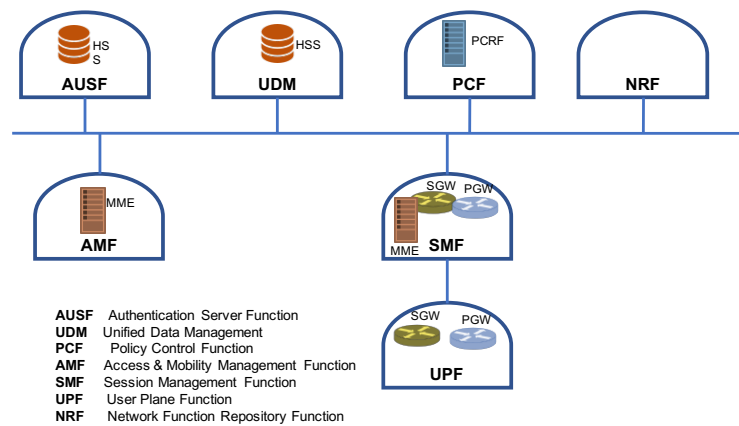 HS
S
AUSF
HSS
UDM
PCRF
PCF
NRF
MME
AMF
SGW
PGW
MME
SMF
SGW
PGW
UPF
AUSF Authentication Server Function
UDM Unified Data Management
PCF Policy Control Function
AMF Access & Mobility Management Function
SMF Session Management Function
UPF User Plane Function
NRF Network Function Repository Function